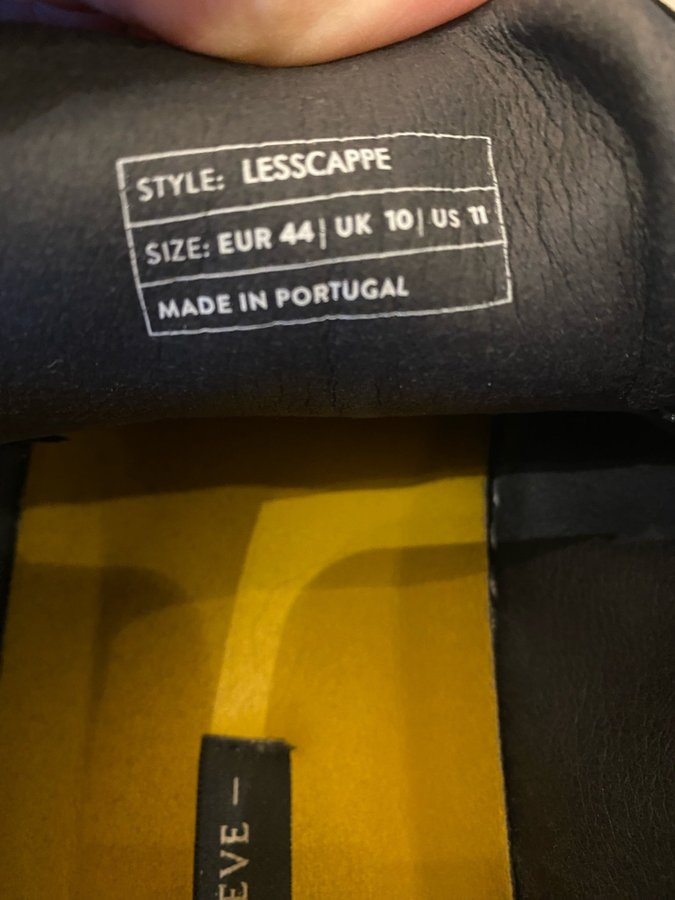 STYLE: LESSCAPPE
SIZE: EUR 44| UK 10| US 11
MADE IN PORTUGAL
EVE –